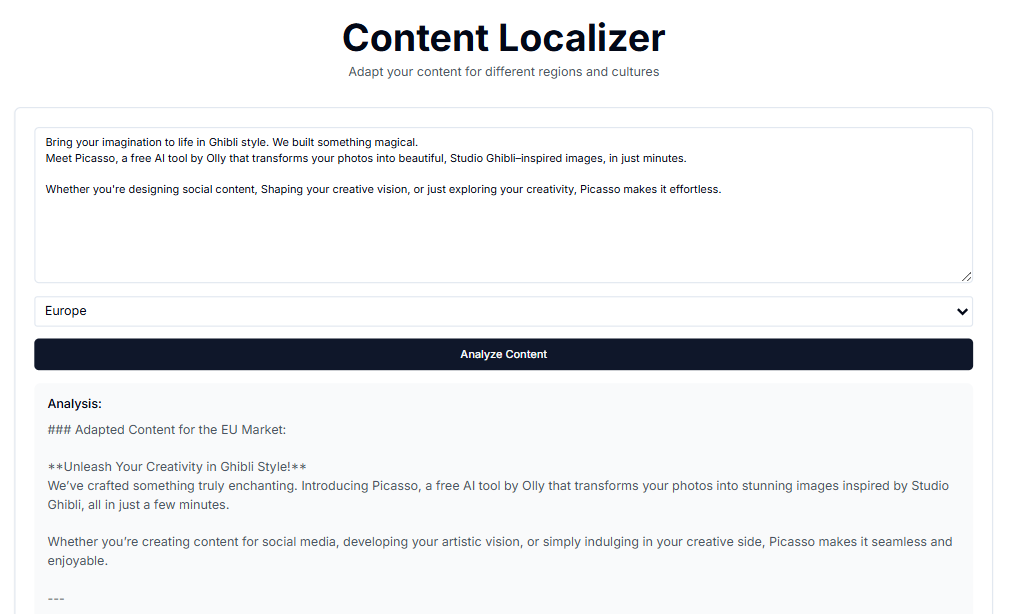 Content Localizer
Adapt your content for different regions and cultures
Bring your imagination to life in Ghibli style. We built something magical.
Meet Picasso, a free AI tool by Olly that transforms your photos into beautiful, Studio Ghibli–inspired images, in just minutes.
Whether you're designing social content, Shaping your creative vision, or just exploring your creativity, Picasso makes it effortless.
Europe
Analyze Content
Analysis:
### Adapted Content for the EU Market:
**Unleash Your Creativity in Ghibli Style!**
We’ve crafted something truly enchanting. Introducing Picasso, a free AI tool by Olly that transforms your photos into stunning images inspired by Studio
Ghibli, all in just a few minutes.
Whether you’re creating content for social media, developing your artistic vision, or simply indulging in your creative side, Picasso makes it seamless and
enjoyable.
---